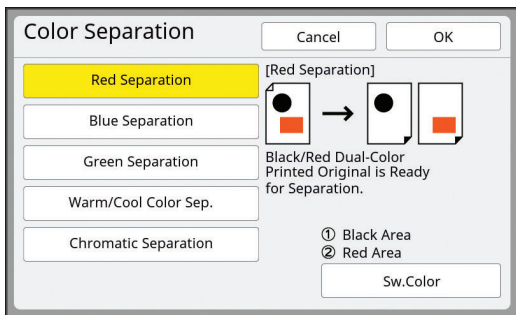 Color Separation
Cancel
OK
Red Separation
Blue Separation
Green Separation
Warm/Cool Color Sep.
Chromatic Separation
[Red Separation]
Black/Red Dual-Color
Printed Original is Ready
for Separation.
① Black Area
② Red Area
Sw.Color